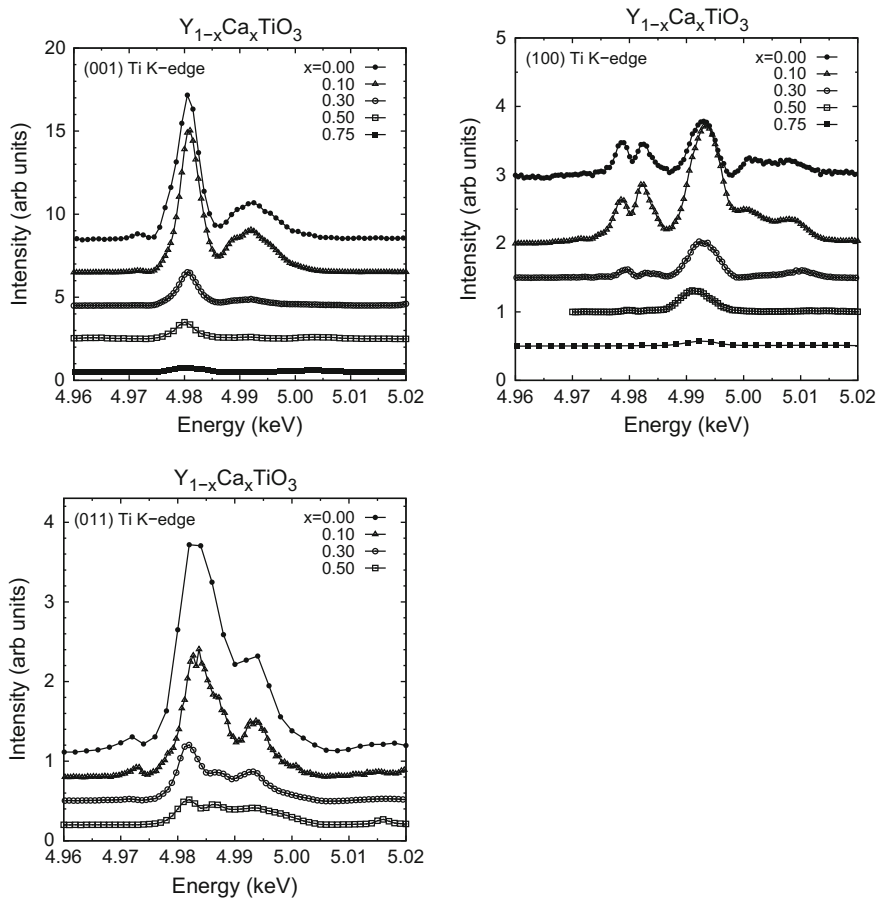 Y₁₋ₓCaₓTiO₃
(001) Ti K−edge
x=0.00
0.10
0.30
0.50
0.75
Intensity (arb units)
20
15
10
5
0
4.96 4.97 4.98 4.99 5.00 5.01 5.02
Energy (keV)
Y₁₋ₓCaₓTiO₃
(100) Ti K−edge
x=0.00
0.10
0.30
0.50
0.75
Intensity (arb units)
5
4
3
2
1
0
4.96 4.97 4.98 4.99 5.00 5.01 5.02
Energy (keV)
Y₁₋ₓCaₓTiO₃
(011) Ti K−edge
x=0.00
0.10
0.30
0.50
Intensity (arb units)
4
3
2
1
0
4.96 4.97 4.98 4.99 5.00 5.01 5.02
Energy (keV)